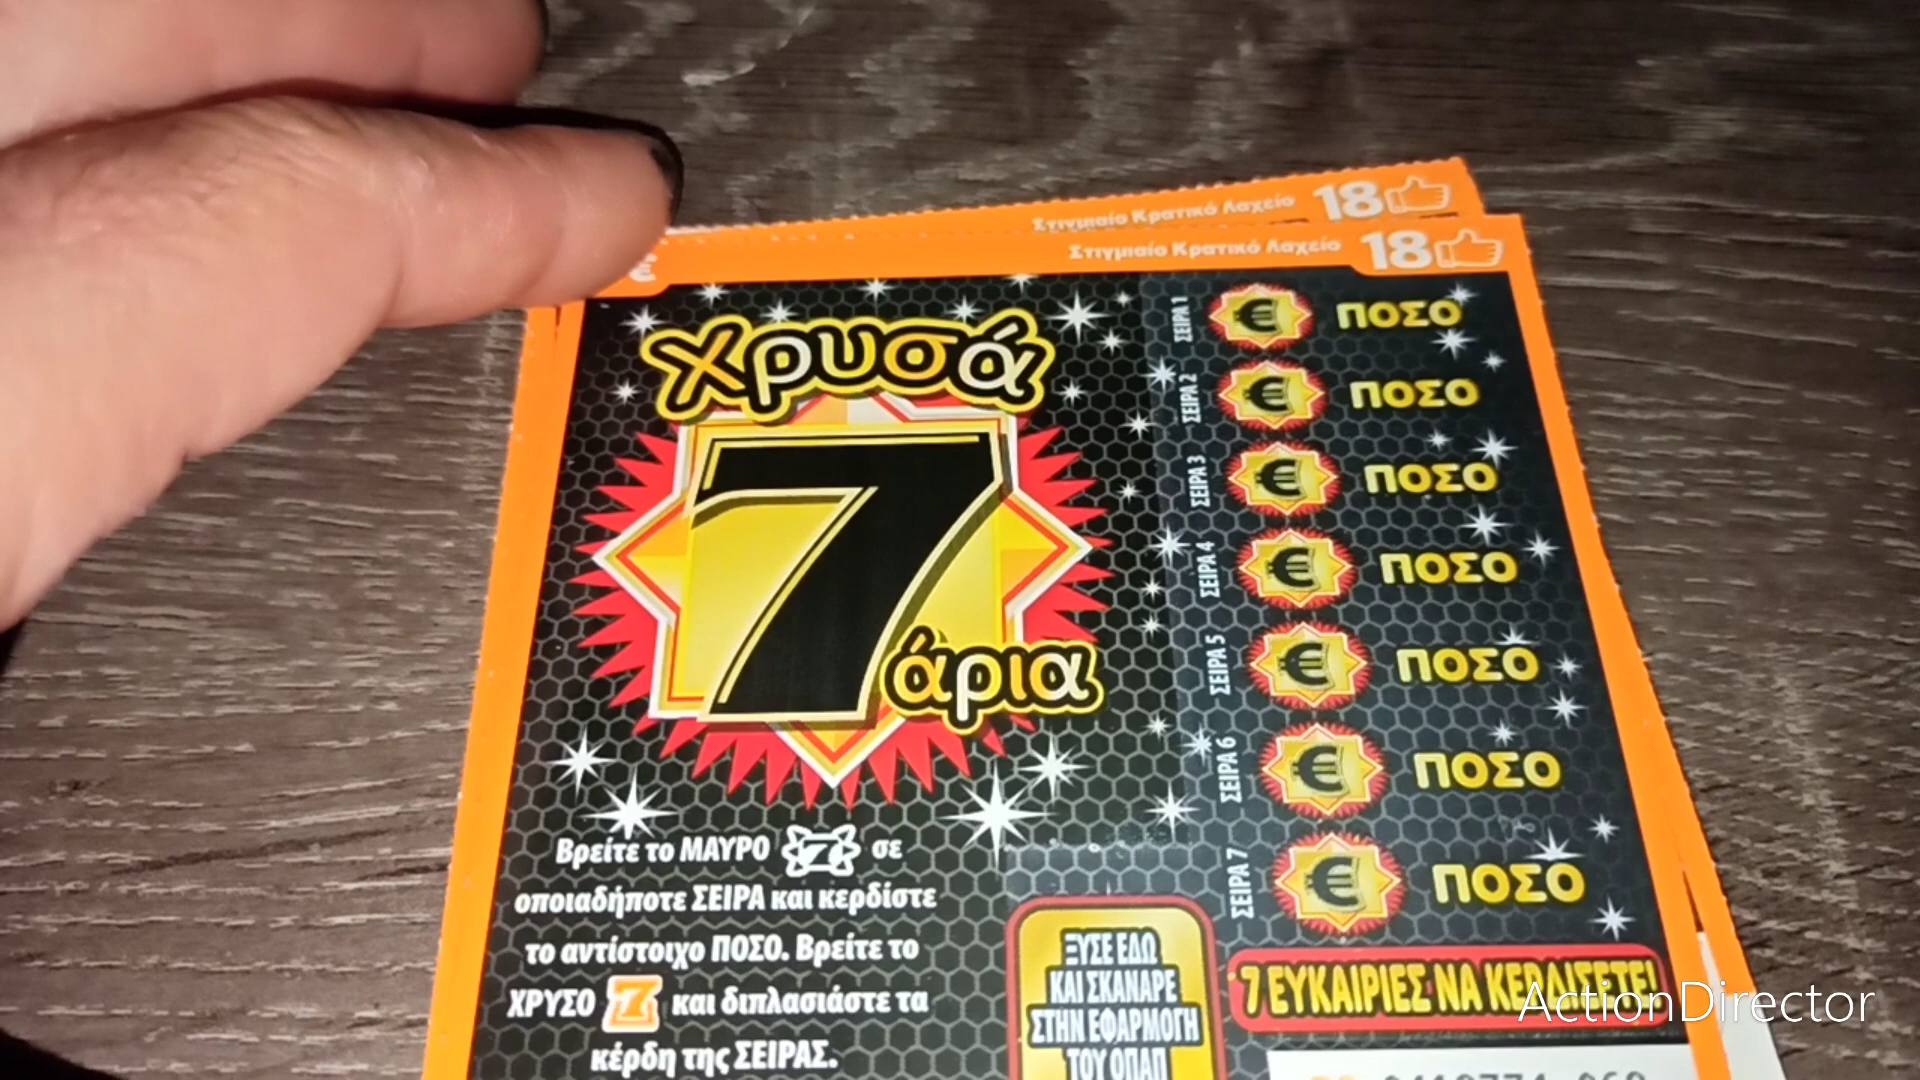 Στιγμιαίο Κρατικό Λαχείο 18
Στιγμιαίο Κρατικό Λαχείο 18
Χρυσά
7
άρια
ΣΕΙΡΑ 1 € ΠΟΣΟ
ΣΕΙΡΑ 2 € ΠΟΣΟ
ΣΕΙΡΑ 3 € ΠΟΣΟ
ΣΕΙΡΑ 4 € ΠΟΣΟ
ΣΕΙΡΑ 5 € ΠΟΣΟ
ΣΕΙΡΑ 6 € ΠΟΣΟ
ΣΕΙΡΑ 7 € ΠΟΣΟ
Βρείτε το ΜΑΥΡΟ 7 σε
οποιαδήποτε ΣΕΙΡΑ και κερδίστε
το αντίστοιχο ΠΟΣΟ. Βρείτε το
ΧΡΥΣΟ 7 και διπλασιάστε τα
κέρδη της ΣΕΙΡΑΣ.
ΞΥΣΕ ΕΔΩ
ΚΑΙ ΣΚΑΝΑΡΕ
ΣΤΗΝ ΕΦΑΡΜΟΓΗ
ΤΟΥ ΟΠΑΠ
7 ΕΥΚΑΙΡΙΕΣ ΝΑ ΚΕΡΔΙΣΕΤΕ!
ActionDirector